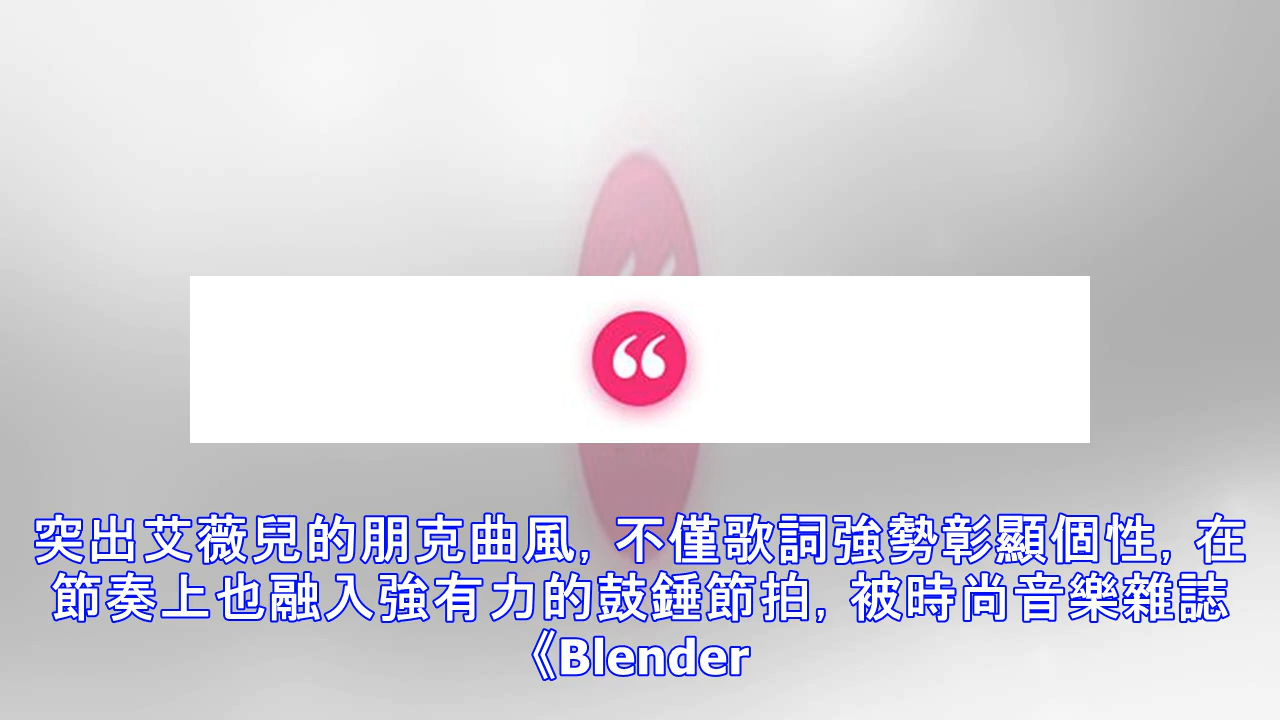 突出艾薇兒的朋克曲風, 不僅歌詞強勢彰顯個性, 在
節奏上也融入強有力的鼓錘節拍, 被時尚音樂雜誌
《Blender